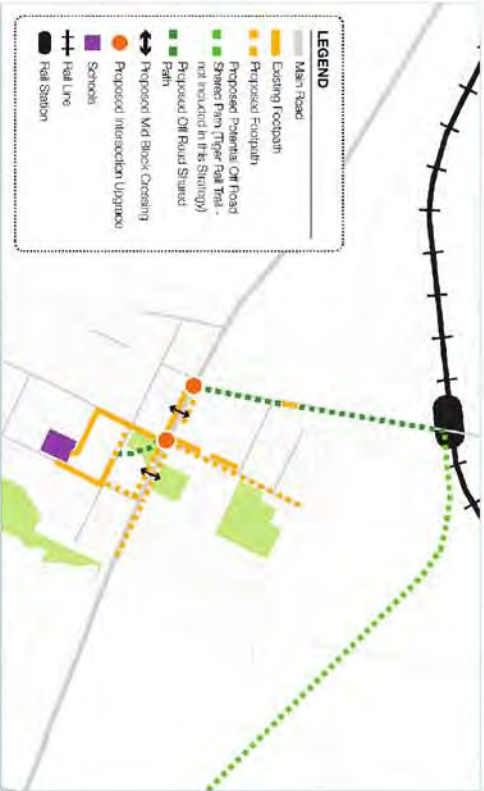 LEGEND
Main Road
Existing Footpath
Proposed Footpath
Proposed Potential Off Road
Shared Path (Tiger Rail Trail -
not included in this Strategy)
Proposed Off Road Shared
Path
Proposed Mid Block Crossing
Proposed Intersection Upgrade
Schools
Rail Line
Rail Station